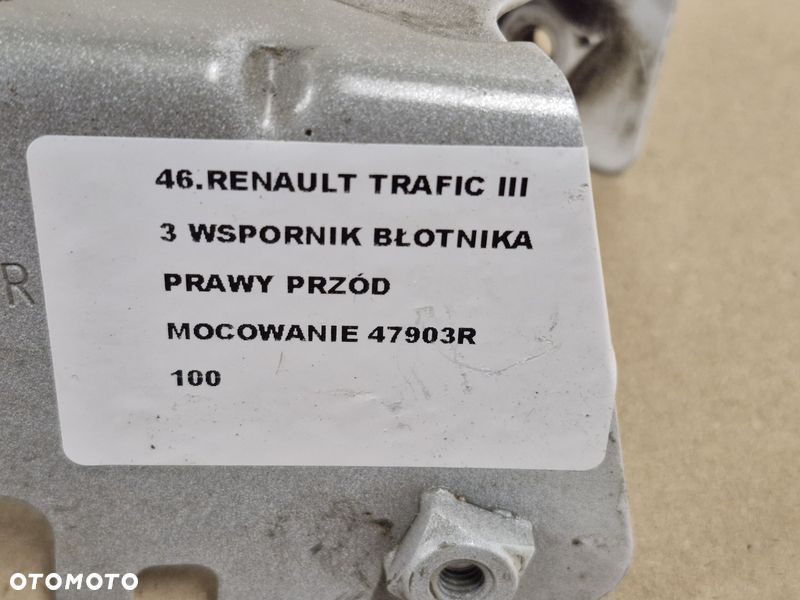 46.RENAULT TRAFIC III
3 WSPORNIK BŁOTNIKA
PRAWY PRZÓD
R
MOCOWANIE 47903R
100
OTOMOTO